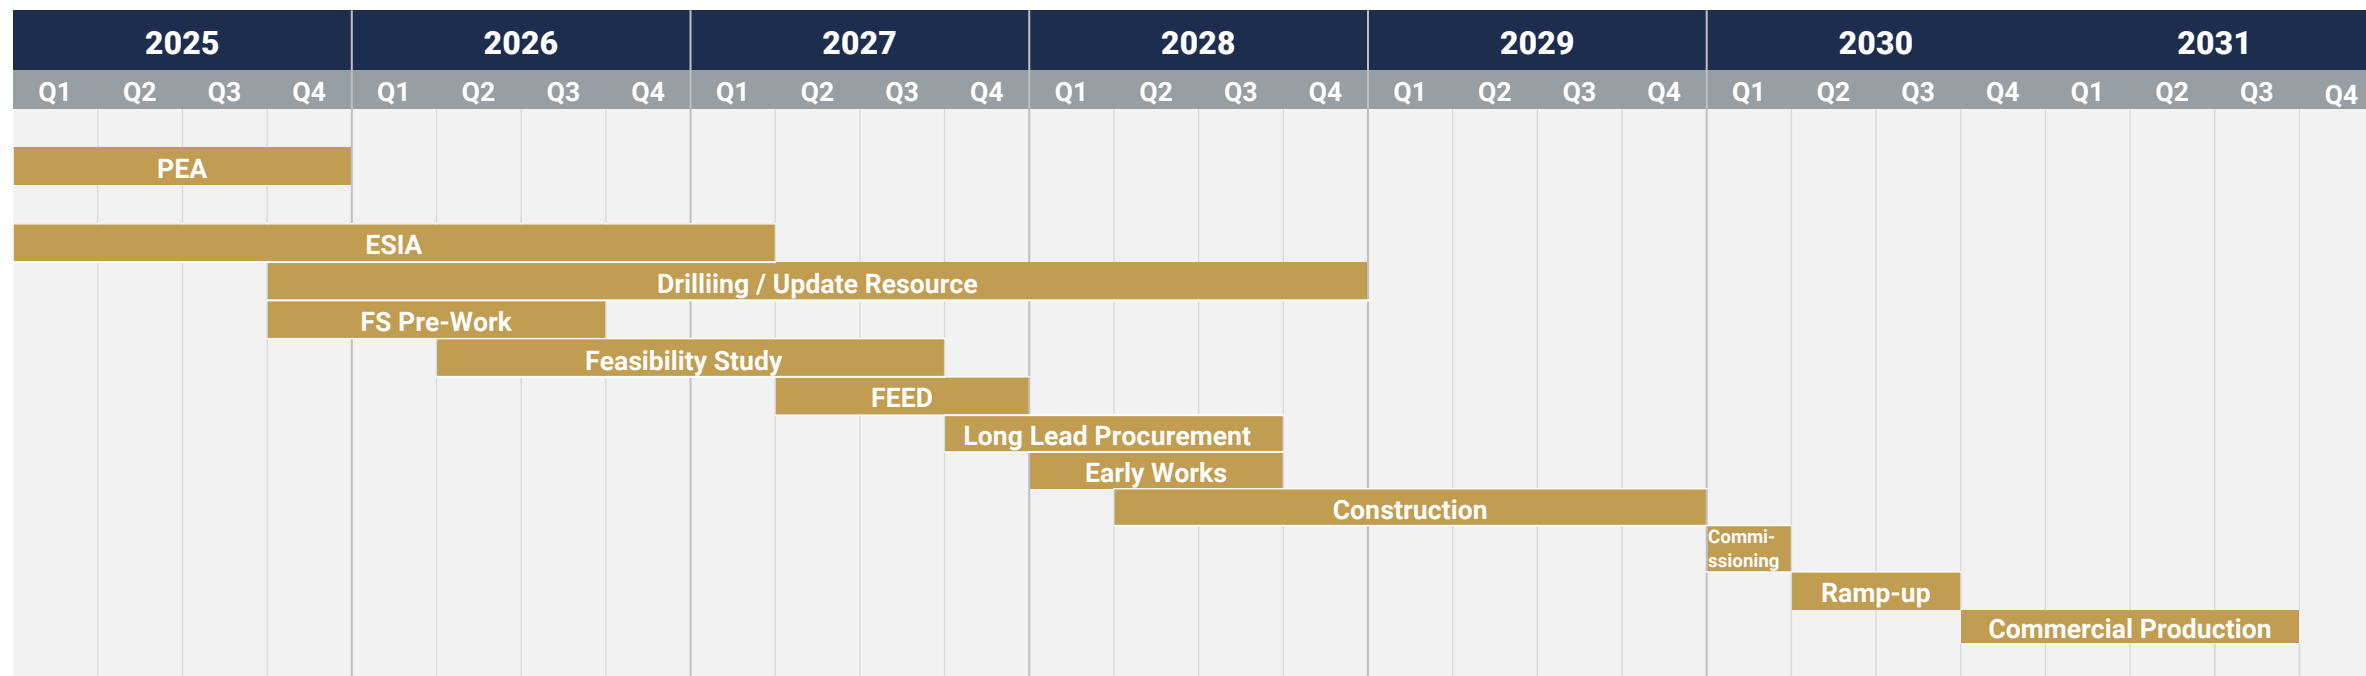 2025 2026 2027 2028 2029 2030 2031
Q1 Q2 Q3 Q4 Q1 Q2 Q3 Q4 Q1 Q2 Q3 Q4 Q1 Q2 Q3 Q4 Q1 Q2 Q3 Q4 Q1 Q2 Q3 Q4 Q1 Q2 Q3 Q4
PEA
ESIA
Drilliing / Update Resource
FS Pre-Work
Feasibility Study
FEED
Long Lead Procurement
Early Works
Construction
Commi-
ssioning
Ramp-up
Commercial Production